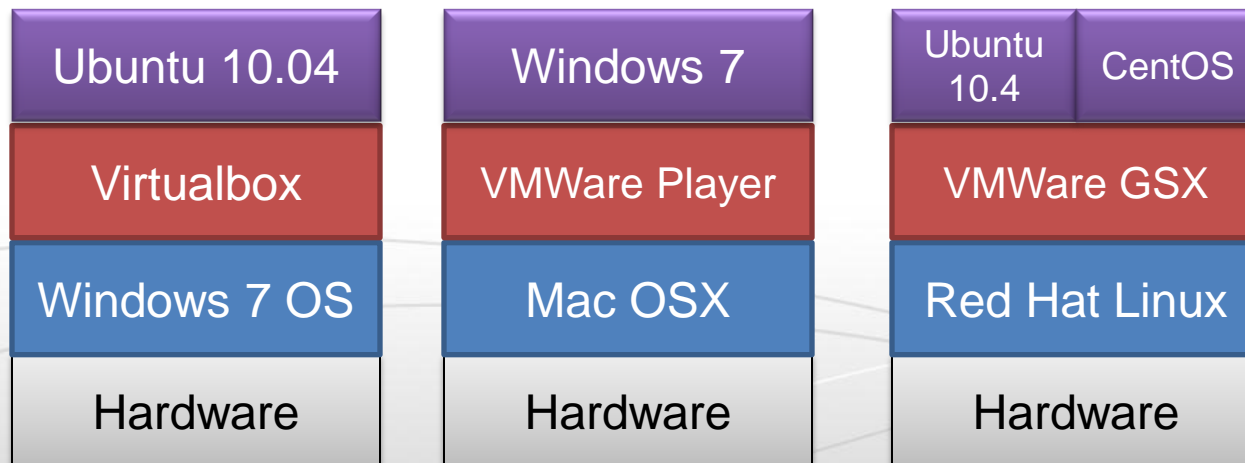 Ubuntu 10.04
Virtualbox
Windows 7 OS
Hardware
Windows 7
VMWare Player
Mac OSX
Hardware
Ubuntu
10.4
CentOS
VMWare GSX
Red Hat Linux
Hardware